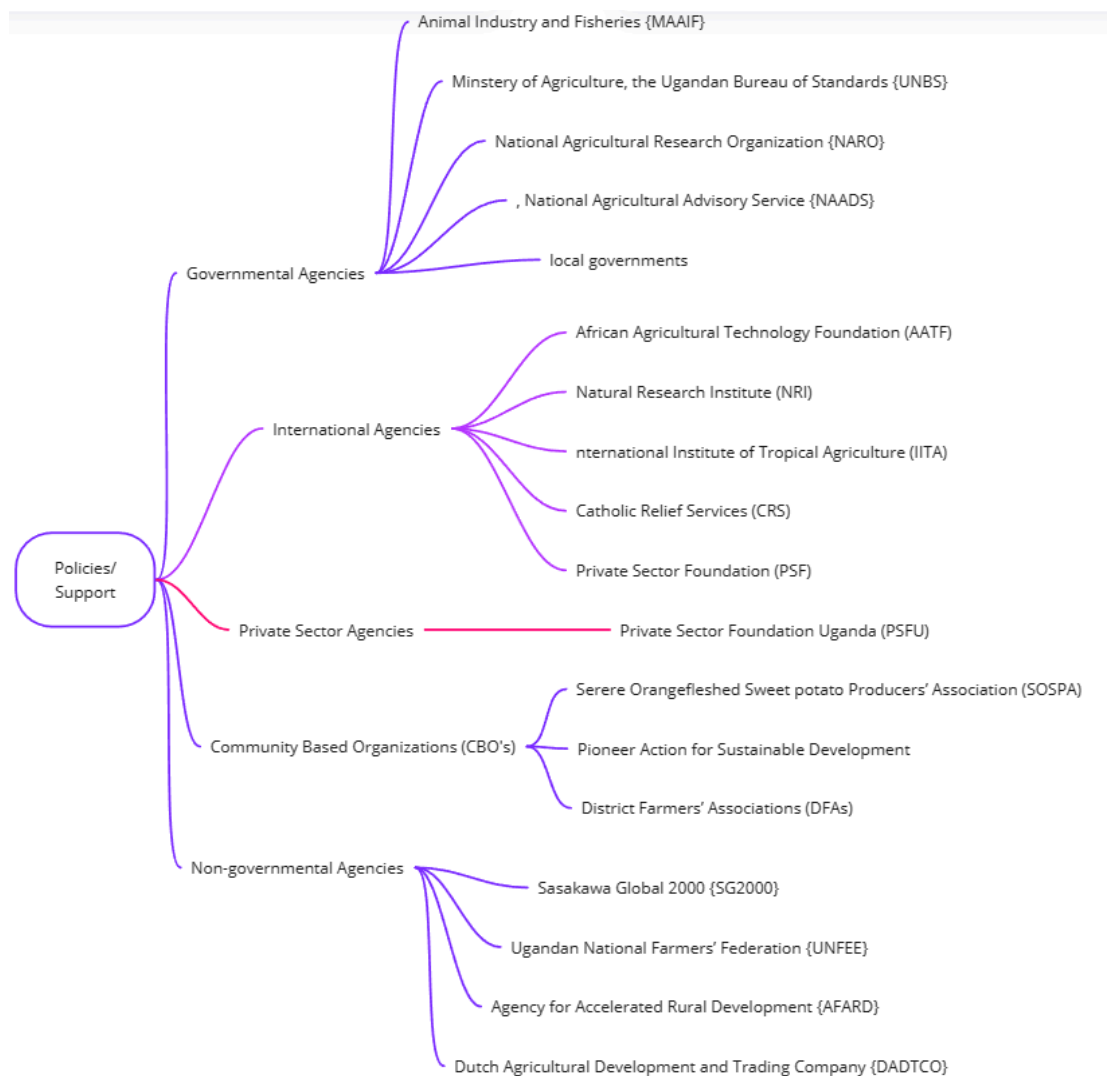 Animal Industry and Fisheries {MAAIF}
Minstery of Agriculture, the Ugandan Bureau of Standards {UNBS}
National Agricultural Research Organization {NARO}
, National Agricultural Advisory Service {NAADS}
local governments
Governmental Agencies
African Agricultural Technology Foundation (AATF)
Natural Research Institute (NRI)
International Agencies
nternational Institute of Tropical Agriculture (IITA)
Catholic Relief Services (CRS)
Private Sector Foundation (PSF)
Policies/
Support
Private Sector Agencies
Private Sector Foundation Uganda (PSFU)
Serere Orangefleshed Sweet potato Producers’ Association (SOSPA)
Community Based Organizations (CBO's)
Pioneer Action for Sustainable Development
District Farmers’ Associations (DFAs)
Non-governmental Agencies
Sasakawa Global 2000 {SG2000}
Ugandan National Farmers’ Federation {UNFEE}
Agency for Accelerated Rural Development {AFARD}
Dutch Agricultural Development and Trading Company {DADTCO}